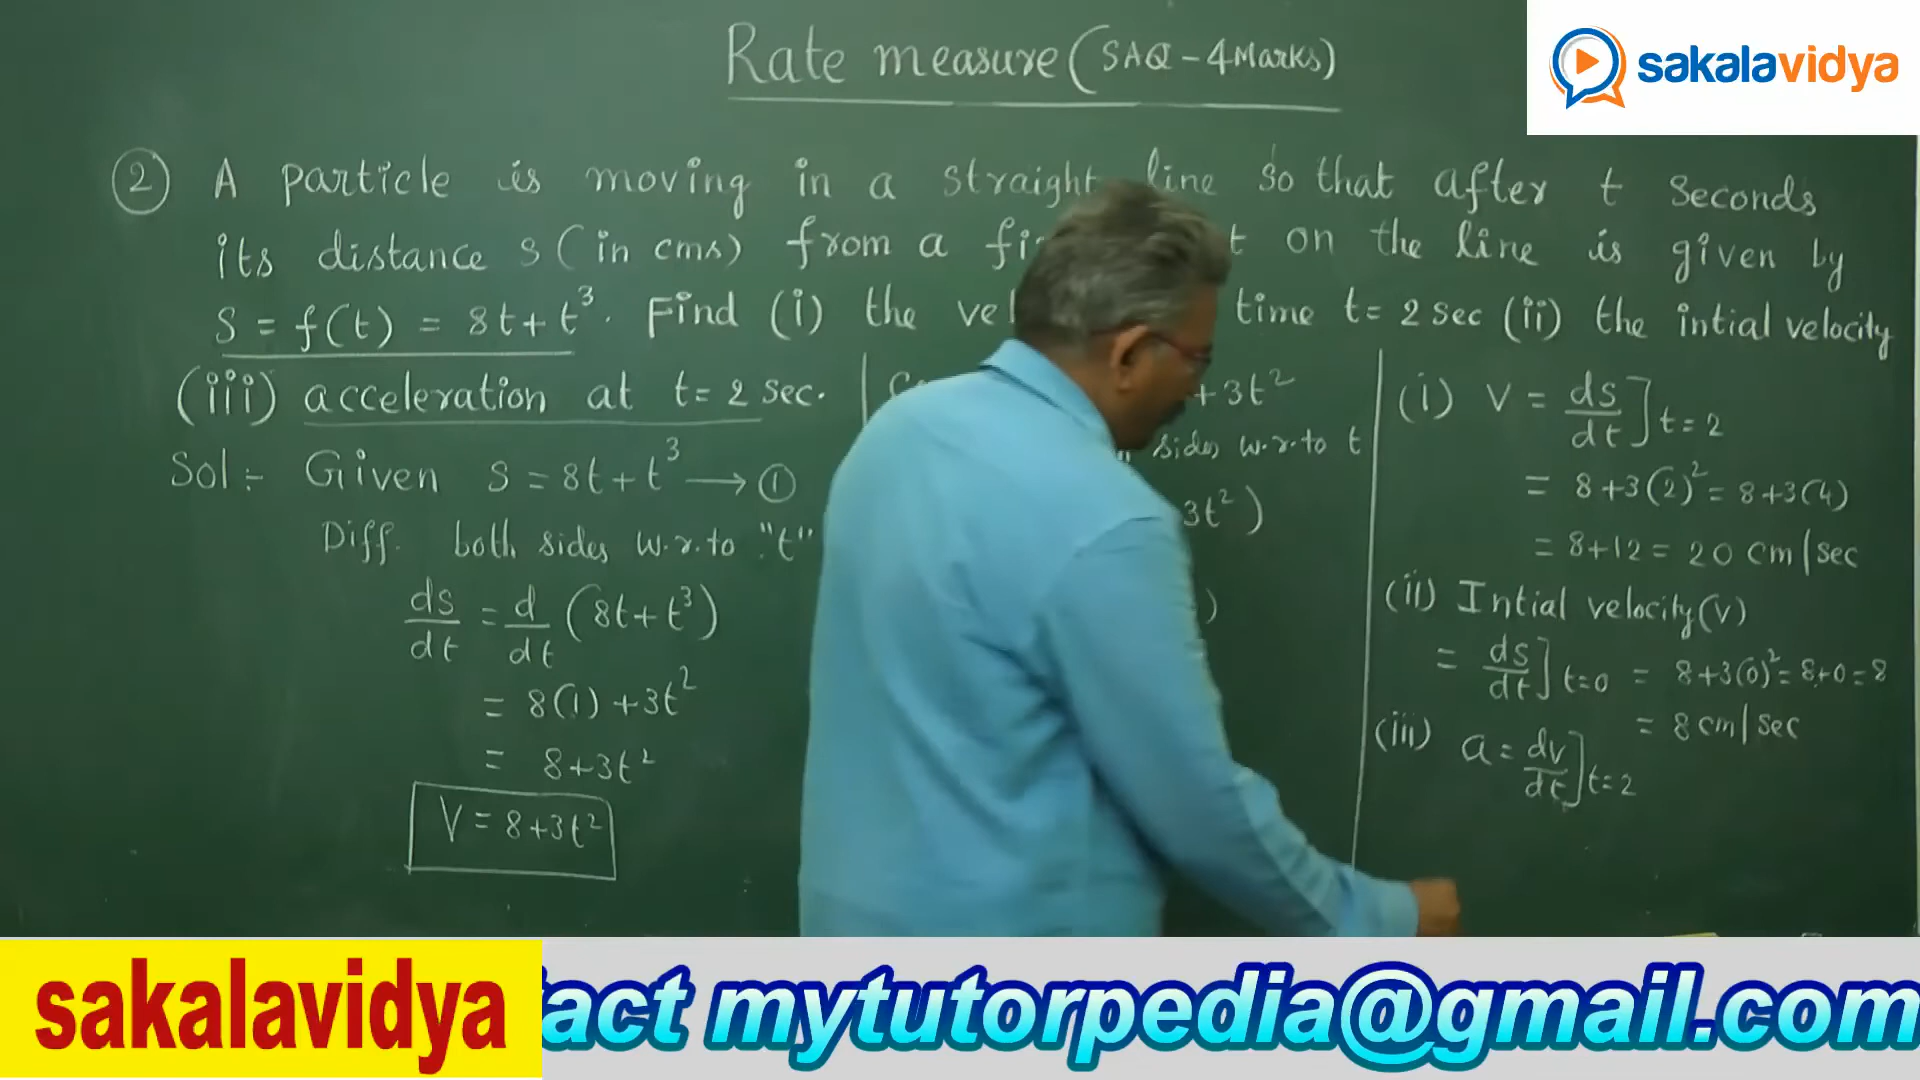 Rate measure (SAQ - 4Marks)
sakalavidya
② A particle is moving in a straight line so that after t seconds
its distance s (in cms) from a on the line is given by
S = f(t) = 8t + t³. Find (i) the time t = 2 sec (ii) the intial velocity
(iii) acceleration at t = 2 sec.
Sol:- Given s = 8t + t³ → ①
Diff. both sides w.r.to "t"
ds/dt = d/dt (8t + t³)
= 8(1) + 3t²
= 8 + 3t²
V = 8 + 3t²
+ 3t²
sides w.r.to t
3t²)
)
(i) V = ds/dt]t = 2
= 8 + 3(2)² = 8 + 3(4)
= 8 + 12 = 20 cm/sec
(ii) Intial velocity (v)
= ds/dt]t=0 = 8 + 3(0)² = 8 + 0 = 8
= 8 cm/sec
(iii) a = dv/dt]t = 2
sakalavidya
tact mytutorpedia@gmail.com